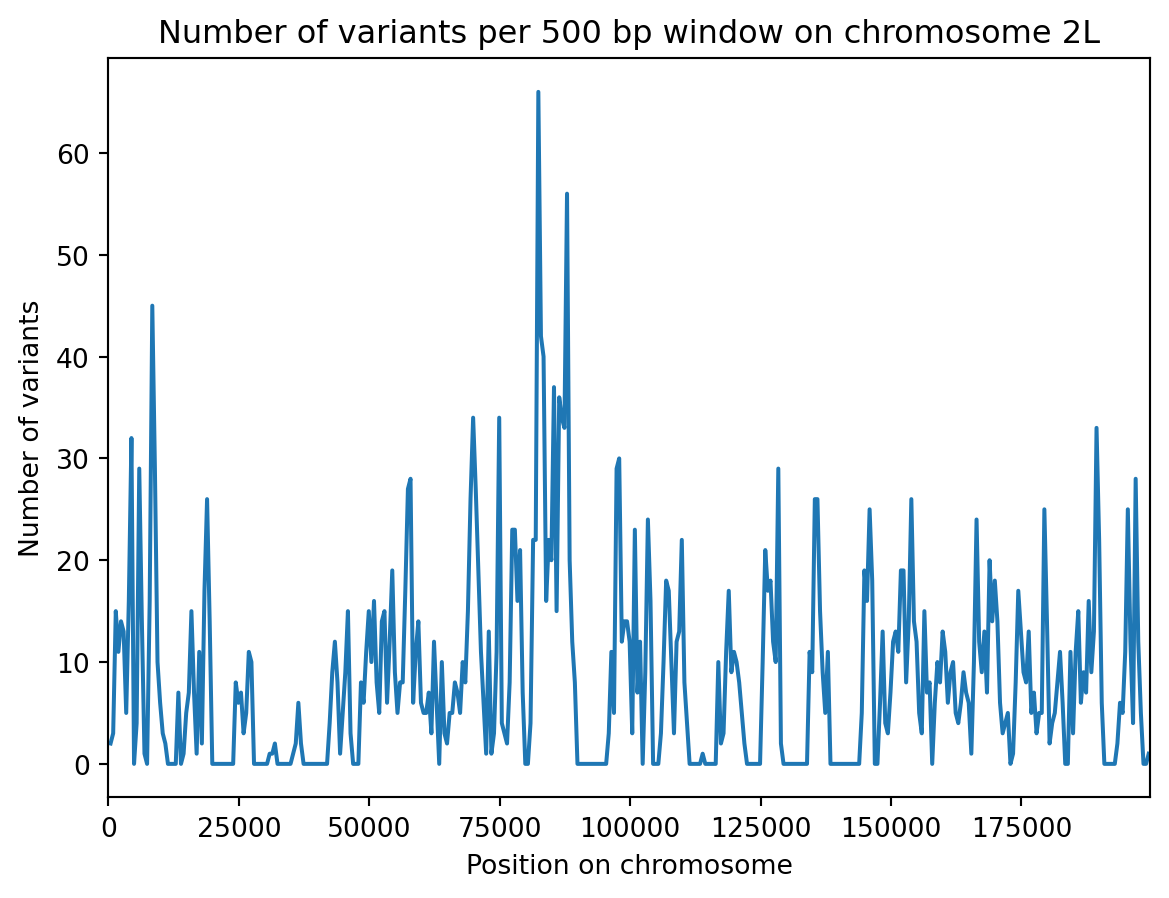 Number of variants per 500 bp window on chromosome 2L
Number of variants
60
50
40
30
20
10
0
0 25000 50000 75000 100000 125000 150000 175000
Position on chromosome